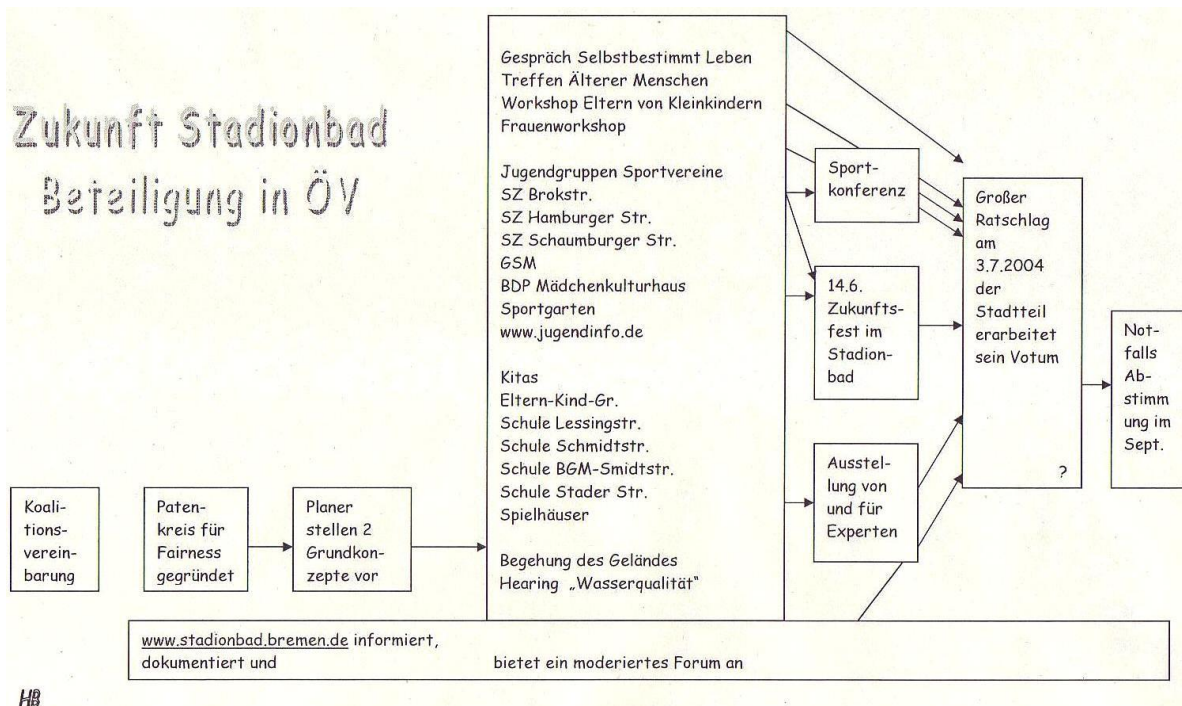 Zukunft Stadionbad
Beteiligung in ÖV
Koali-
tions-
verein-
barung
Paten-
kreis für
Fairness
gegründet
Planer
stellen 2
Grundkon-
zepte vor
Gespräch Selbstbestimmt Leben
Treffen Älterer Menschen
Workshop Eltern von Kleinkindern
Frauenworkshop
Jugendgruppen Sportvereine
SZ Brokstr.
SZ Hamburger Str.
SZ Schaumburger Str.
GSM
BDP Mädchenkulturhaus
Sportgarten
www.jugendinfo.de
Kitas
Eltern-Kind-Gr.
Schule Lessingstr.
Schule Schmidtstr.
Schule BGM-Smidtstr.
Schule Stader Str.
Spielhäuser
Begehung des Geländes
Hearing „Wasserqualität"
Sport-
konferenz
14.6.
Zukunfts-
fest im
Stadion-
bad
Ausstel-
lung von
und für
Experten
Großer
Ratschlag
am
3.7.2004
der
Stadtteil
erarbeitet
sein Votum
?
Not-
falls
Ab-
stimm
ung im
Sept.
www.stadionbad.bremen.de informiert,
dokumentiert und bietet ein moderiertes Forum an
HB